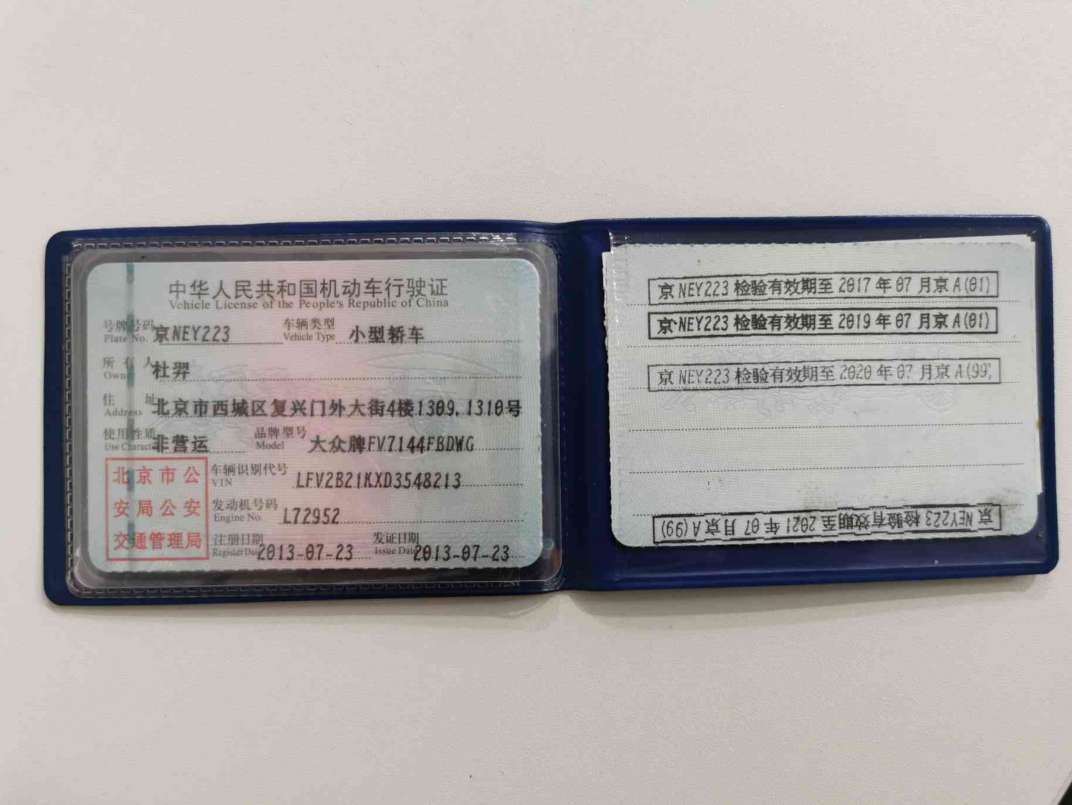 中华人民共和国机动车行驶证
Vehicle License of the People's Republic of China
号牌号码 京NEY223 车辆类型 小型轿车
Plate No. Vehicle Type
所有人 杜羿
Owner
住址 北京市西城区复兴门外大街4楼1309,1310号
Address
使用性质 非营运 品牌型号 大众牌FV7144FBDWG
Use Character Model
北京市公
安局公安
交通管理局
车辆识别代号 LFV2B21KXD3548213
VIN
发动机号码 L72952
Engine No.
注册日期 2013-07-23 发证日期 2013-07-23
Register Date Issue Date
京NEY223 检验有效期至 2017 年 07 月京 A(01)
京NEY223 检验有效期至 2019 年 07 月京 A(01)
京NEY223 检验有效期至 2020 年 07 月京 A(99)
京NEY223 检验有效期至 2021 年 07 月京 A(99)